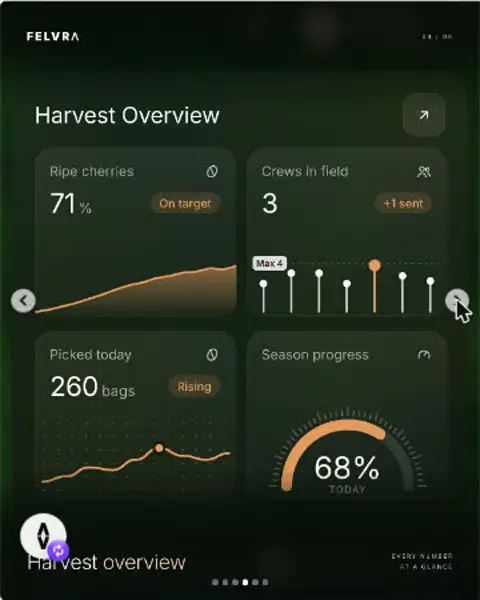 FELVRA
Harvest Overview
Ripe cherries
71 %
On target
Crews in field
3
+1 sent
Max 4
Picked today
260 bags
Rising
Season progress
68%
TODAY
Harvest overview
EVERY NUMBER
AT A GLANCE